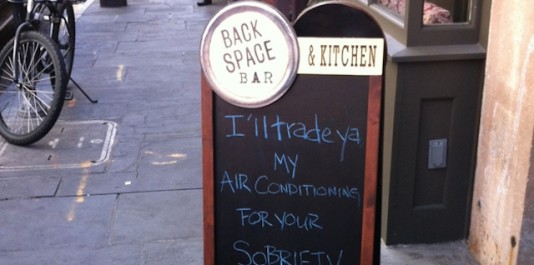 BACK
SPACE
BAR
& KITCHEN
I'll trade ya
MY
AIR CONDITIONING
FOR YOUR
SOBRIETY